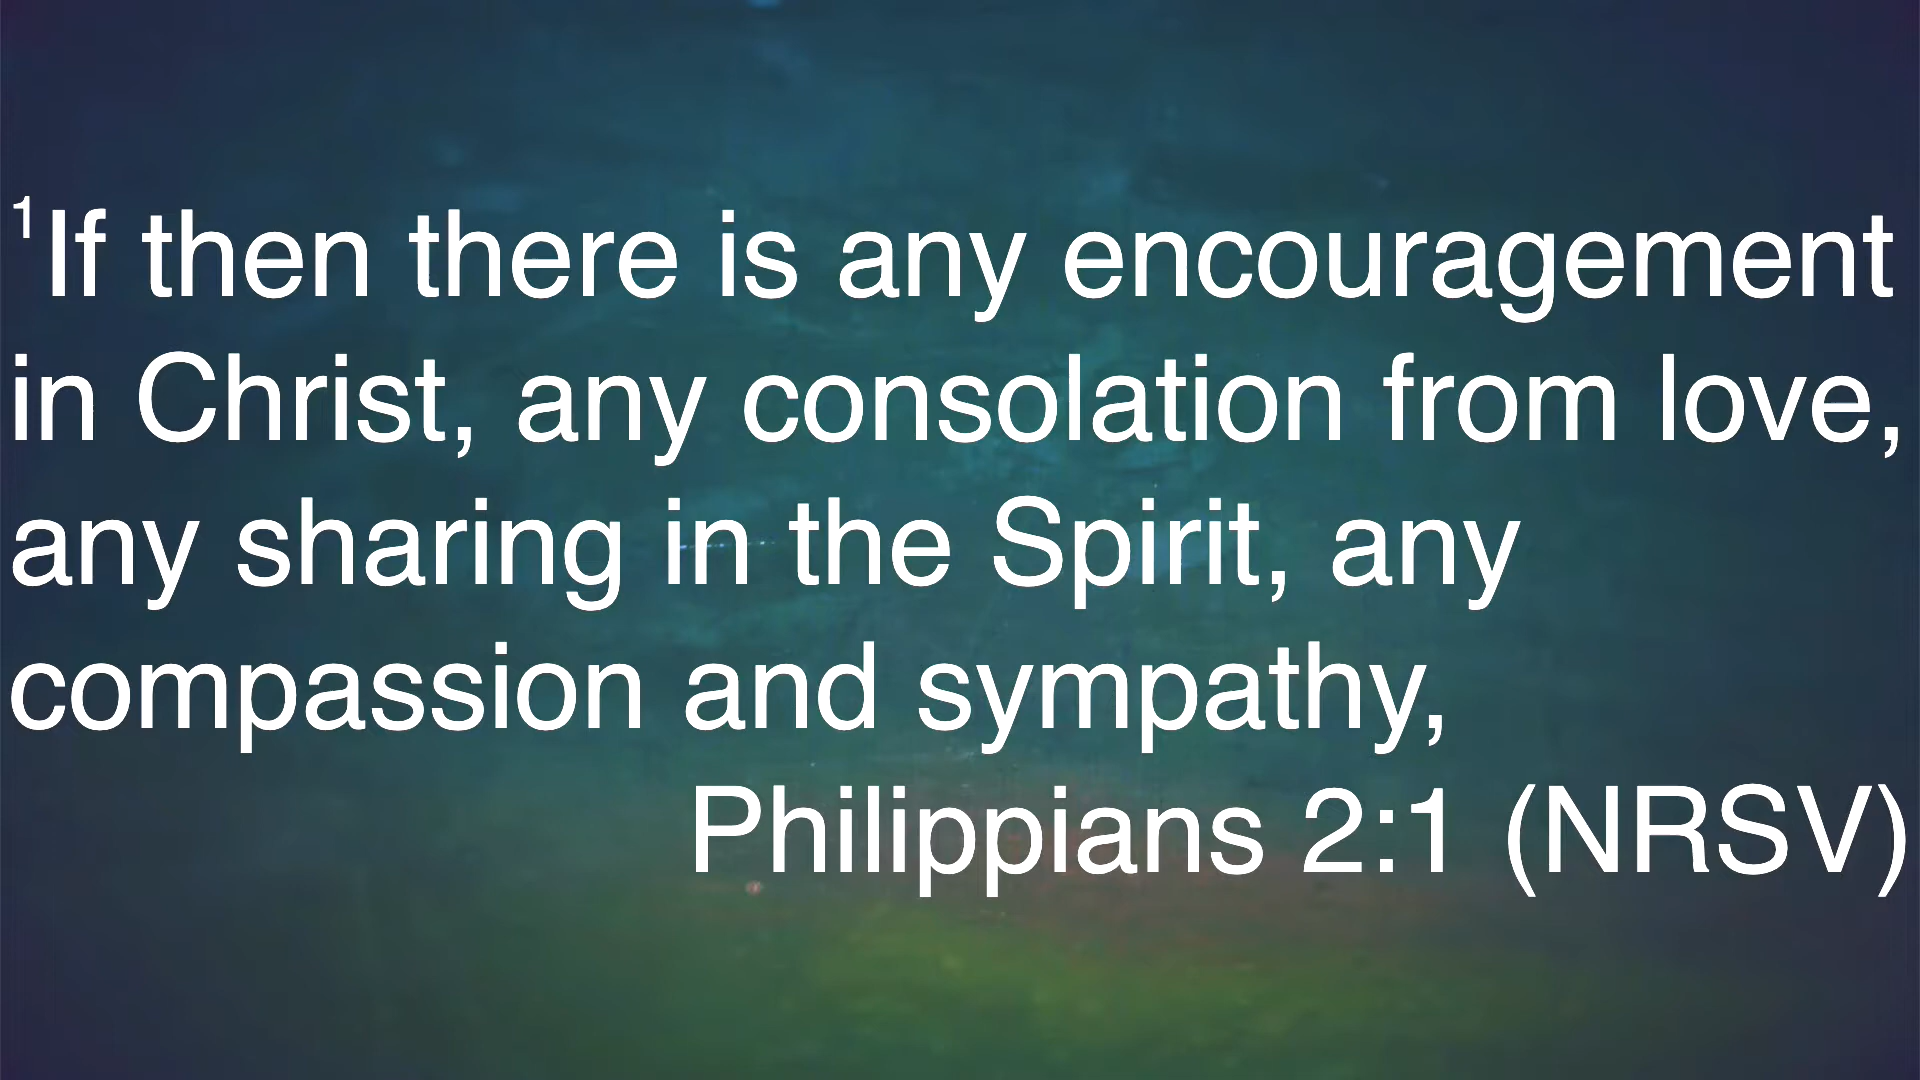 ¹If then there is any encouragement
in Christ, any consolation from love,
any sharing in the Spirit, any
compassion and sympathy,
Philippians 2:1 (NRSV)